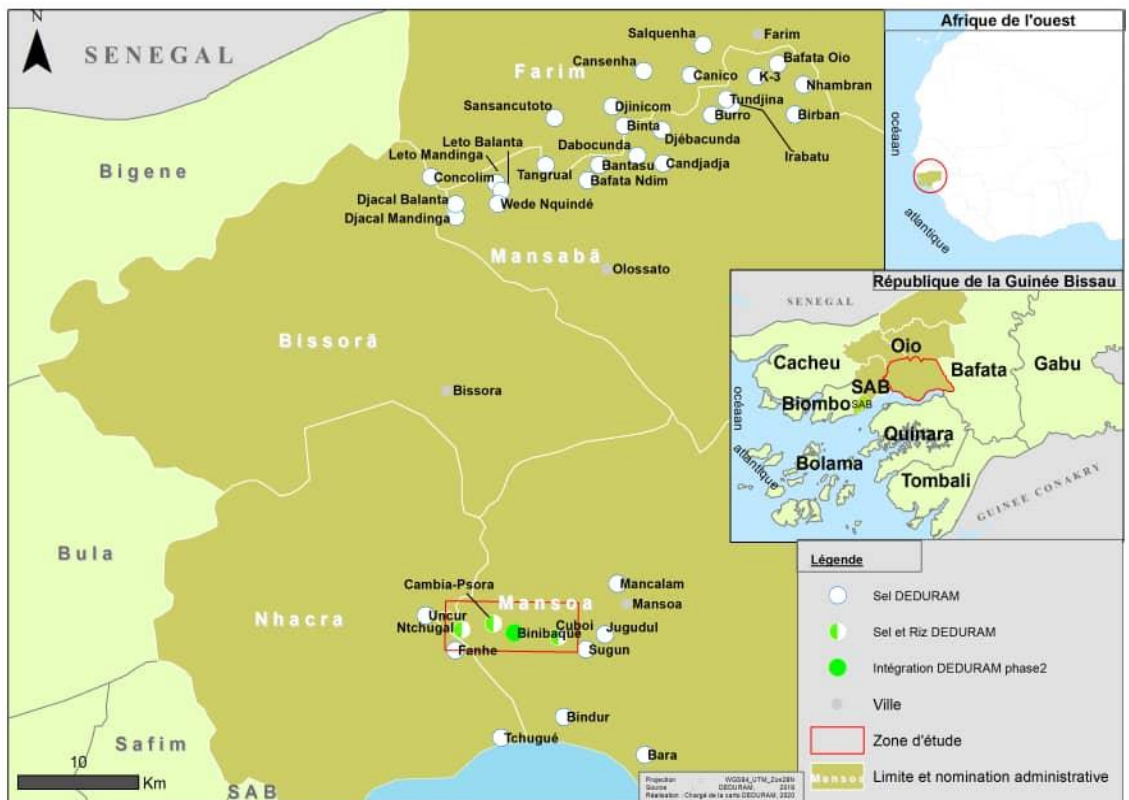 N
SENEGAL
Farim
Salquenha
Farim
Cansenha
Bafata Oio
Canico
K-3
Nhambran
Sansancutoto
Djinicom
Tundjina
Burro
Birban
Binta
Djébacunda
Irabatu
Leto Balanta
Leto Mandinga
Dabocunda
Concolim
Tangrual
Bantasu
Candjadja
Bafata Ndim
Djacal Balanta
Wede Nquindé
Djacal Mandinga
Bigene
Mansabã
Olossato
Bissorã
Bissora
Bula
Nhacra
Cambia-Psora
Mancalam
Mansoa
Mansoa
Uncur
Ntchugal
Binibaque
Cuboi
Jugudul
Fanhe
Sugun
Bindur
Tchugué
Bara
Safim
SAB
10
Km
Afrique de l'ouest
océaan
atlantique
République de la Guinée Bissau
SENEGAL
Oio
Cacheu
Bafata
Gabu
SAB
Biombo
SAB
océaan
atlantique
Quinara
Bolama
Tombali
GUINEE CONAKRY
Légende
Sel DEDURAM
Sel et Riz DEDURAM
Intégration DEDURAM phase2
Ville
Zone d'étude
Mansoa
Limite et nomination administrative
Projection WGS84_UTM_Zon28N
Source DEDURAM,
Réalisation : Chargé de la carte DEDURAM, 2020